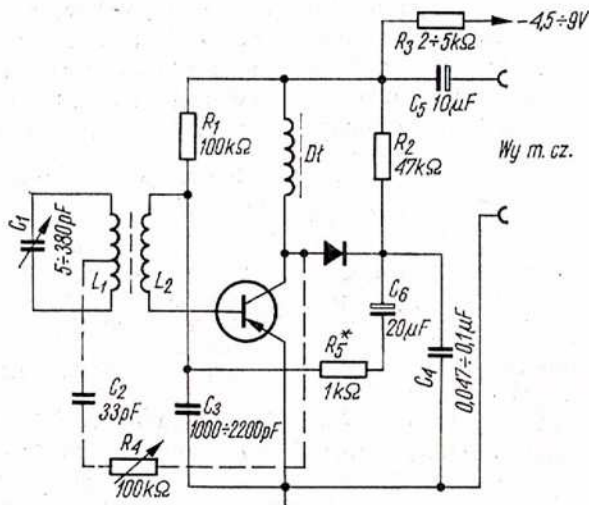 -4,5÷9V
R3 2÷5kΩ
C5 10μF
R1
100kΩ
Dł
R2
47kΩ
Wy m.cz.
C1
5÷380pF
L1
L2
C6
20μF
R5*
1kΩ
C4
0,047÷0,1μF
C2
33pF
C3
1000÷2200pF
R4
100kΩ